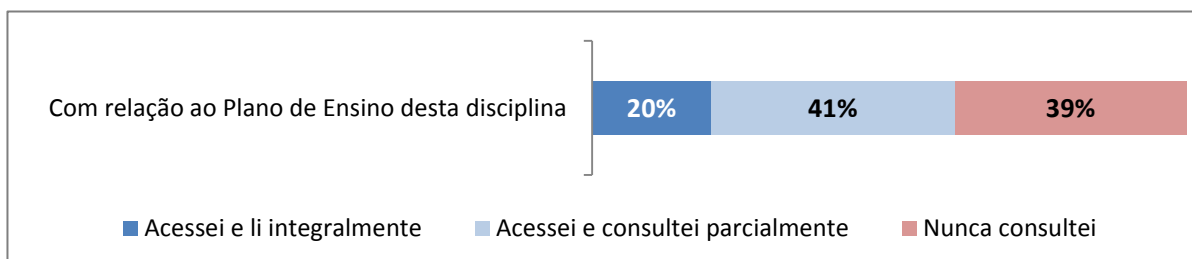 Com relação ao Plano de Ensino desta disciplina
20% 41% 39%
Acessei e li integralmente Acessei e consultei parcialmente Nunca consultei